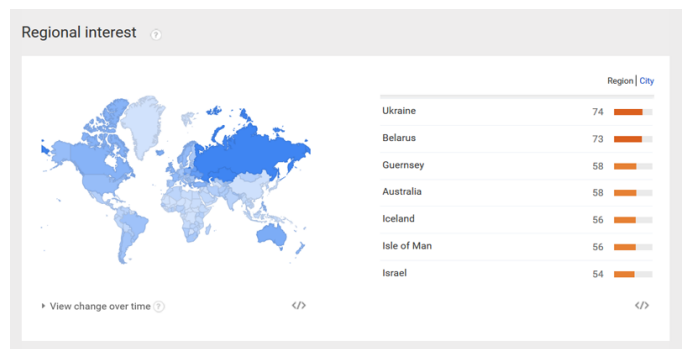 Regional interest ?
Region | City
Ukraine 74
Belarus 73
Guernsey 58
Australia 58
Iceland 56
Isle of Man 56
Israel 54
View change over time ? </> </>